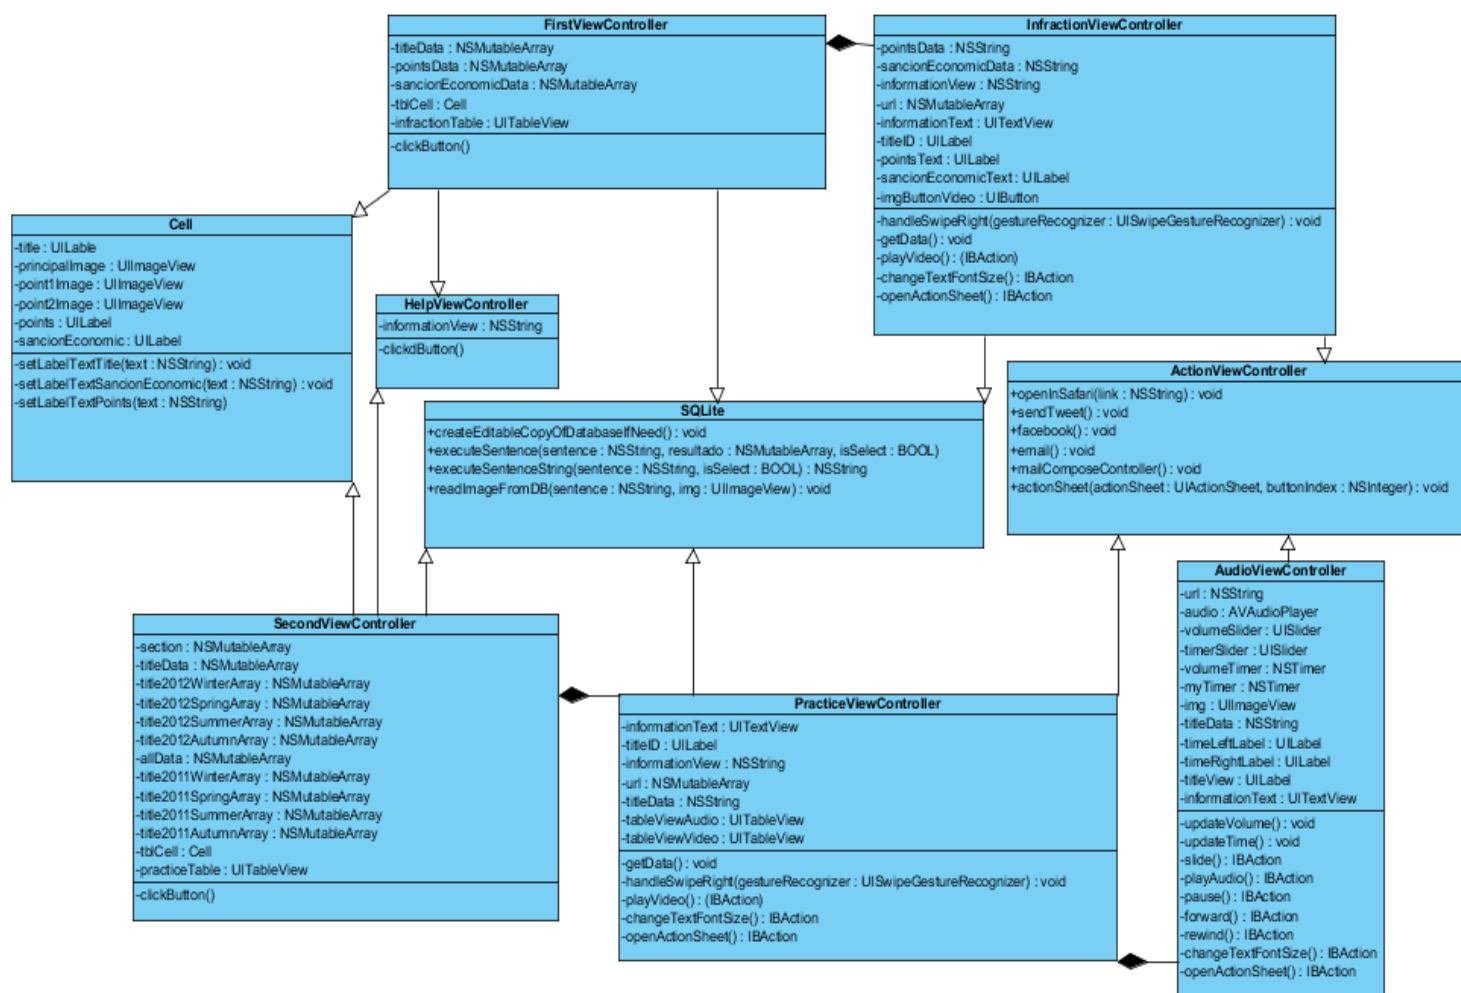 FirstViewController
-titleData : NSMutableArray
-pointsData : NSMutableArray
-sancionEconomicData : NSMutableArray
-tblCell : Cell
-infractionTable : UITableView
-clickButton()
InfractionViewController
-pointsData : NSString
-sancionEconomicData : NSString
-informationView : NSString
-url : NSMutableArray
-informationText : UITextView
-titleID : UILabel
-pointsText : UILabel
-sancionEconomicText : UILabel
-imgButtonVideo : UIButton
-handleSwipeRight(gestureRecognizer : UISwipeGestureRecognizer) : void
-getData() : void
-playVideo() : (IBAction)
-changeTextFontSize() : IBAction
-openActionSheet() : IBAction
Cell
-title : UILable
-principalImage : UIImageView
-point1Image : UIImageView
-point2Image : UIImageView
-points : UILabel
-sancionEconomic : UILabel
-setLabelTextTitle(text : NSString) : void
-setLabelTextSancionEconomic(text : NSString) : void
-setLabelTextPoints(text : NSString)
HelpViewController
-informationView : NSString
-clickdButton()
SQLite
+createEditableCopyOfDatabaseIfNeed() : void
+executeSentence(sentence : NSString, resultado : NSMutableArray, isSelect : BOOL)
+executeSentenceString(sentence : NSString, isSelect : BOOL) : NSString
+readImageFromDB(sentence : NSString, img : UIImageView) : void
ActionViewController
+openInSafari(link : NSString) : void
+sendTweet() : void
+facebook() : void
+email() : void
+mailComposeController() : void
+actionSheet(actionSheet : UIActionSheet, buttonIndex : NSInteger) : void
SecondViewController
-section : NSMutableArray
-titleData : NSMutableArray
-title2012WinterArray : NSMutableArray
-title2012SpringArray : NSMutableArray
-title2012SummerArray : NSMutableArray
-title2012AutumnArray : NSMutableArray
-allData : NSMutableArray
-title2011WinterArray : NSMutableArray
-title2011SpringArray : NSMutableArray
-title2011SummerArray : NSMutableArray
-title2011AutumnArray : NSMutableArray
-tblCell : Cell
-practiceTable : UITableView
-clickButton()
PracticeViewController
-informationText : UITextView
-titleID : UILabel
-informationView : NSString
-url : NSMutableArray
-titleData : NSString
-tableViewAudio : UITableView
-tableViewVideo : UITableView
-getData() : void
-handleSwipeRight(gestureRecognizer : UISwipeGestureRecognizer) : void
-playVideo() : (IBAction)
-changeTextFontSize() : IBAction
-openActionSheet() : IBAction
AudioViewController
-url : NSString
-audio : AVAudioPlayer
-volumeSlider : UISlider
-timerSlider : UISlider
-volumeTimer : NSTimer
-myTimer : NSTimer
-img : UIImageView
-titleData : NSString
-timeLeftLabel : UILabel
-timeRightLabel : UILabel
-titleView : UILabel
-informationText : UITextView
-updateVolume() : void
-updateTime() : void
-slide() : IBAction
-playAudio() : IBAction
-pause() : IBAction
-forward() : IBAction
-rewind() : IBAction
-changeTextFontSize() : IBAction
-openActionSheet() : IBAction